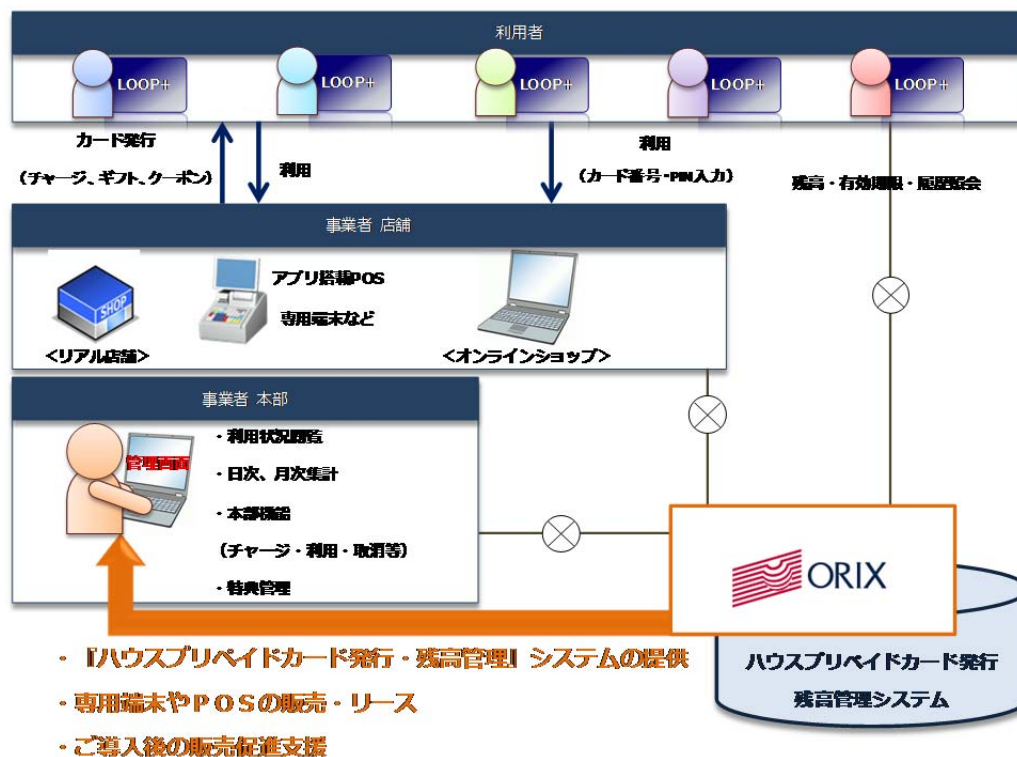 利用者
LOOP+
LOOP+
LOOP+
LOOP+
LOOP+
カード発行
（チャージ、ギフト、クーポン）
利用
利用
（カード番号・PIN入力）
残高・有効期限・履歴照会
事業者 店舗
SHOP
＜リアル店舗＞
アプリ搭載POS
専用端末など
＜オンラインショップ＞
事業者 本部
管理画面
・利用状況閲覧
・日次、月次集計
・本部機能
（チャージ・利用・取消等）
・特典管理
ORIX
ハウスプリペイドカード発行
残高管理システム
・『ハウスプリペイドカード発行・残高管理』システムの提供
・専用端末やＰＯＳの販売・リース
・ご導入後の販売促進支援